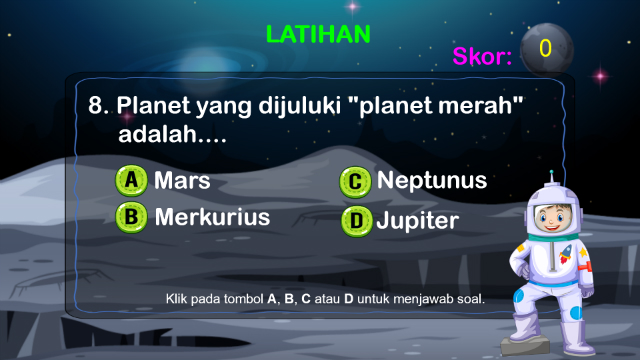 LATIHAN
Skor: 0
8. Planet yang dijuluki "planet merah"
adalah....
A Mars
C Neptunus
B Merkurius
D Jupiter
Klik pada tombol A, B, C atau D untuk menjawab soal.